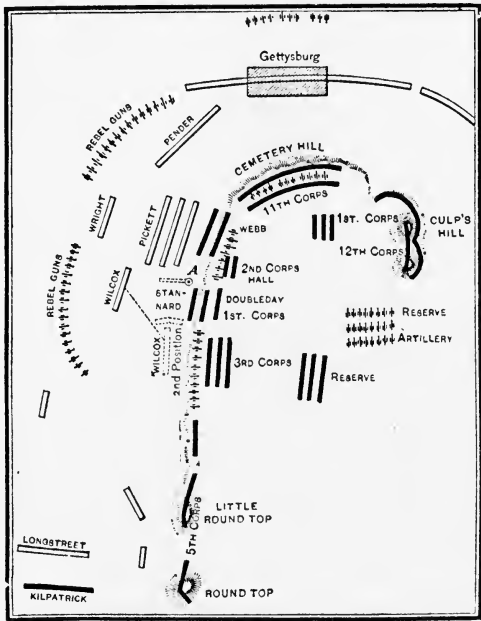 Gettysburg
REBEL GUNS
PENDER
CEMETERY HILL
11TH CORPS
WRIGHT
PICKETT
WEBB
1ST. CORPS
CULP'S
HILL
12TH CORPS
2ND CORPS
HALL
A
WILCOX
STAN-
NARD
DOUBLEDAY
1ST. CORPS
REBEL GUNS
RESERVE
ARTILLERY
WILCOX
2nd Position
3RD CORPS
RESERVE
5TH CORPS
LITTLE
ROUND TOP
LONGSTREET
KILPATRICK
ROUND TOP